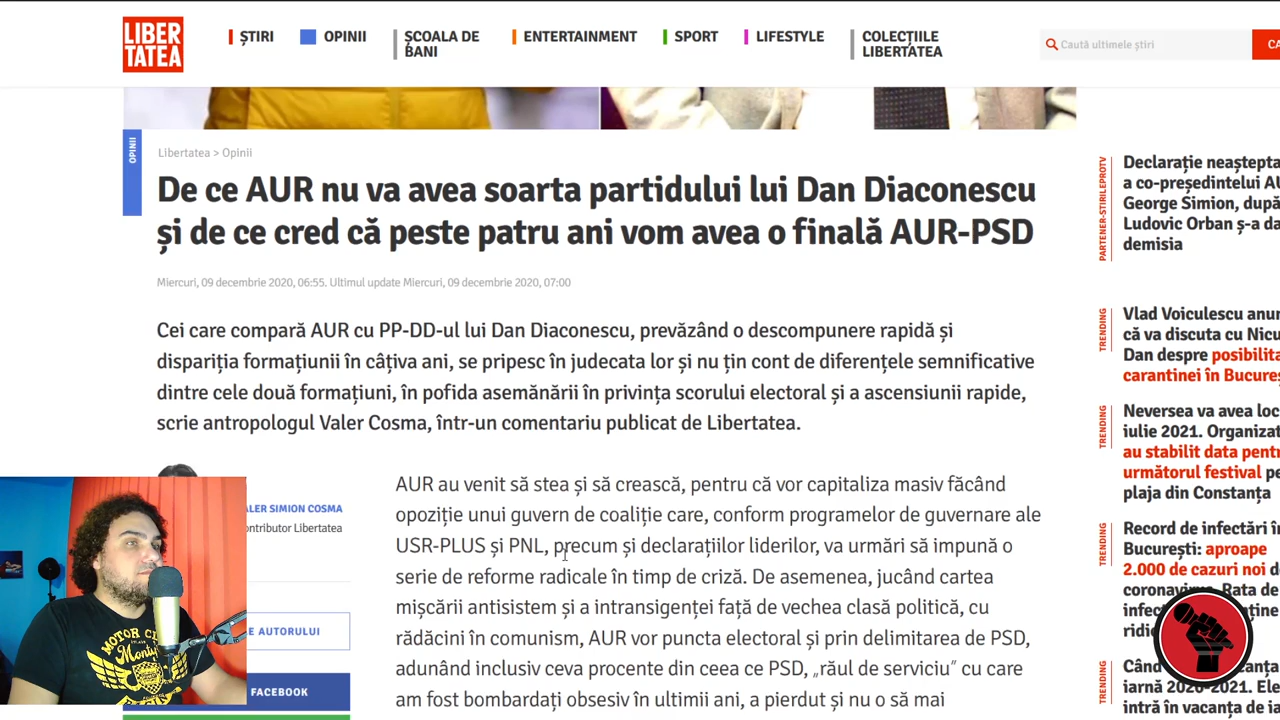 LIBER
TATEA
ȘTIRI
OPINII
ȘCOALA DE
BANI
ENTERTAINMENT
SPORT
LIFESTYLE
COLECȚIILE
LIBERTATEA
Caută ultimele știri
CA
OPINII
Libertatea > Opinii
De ce AUR nu va avea soarta partidului lui Dan Diaconescu
și de ce cred că peste patru ani vom avea o finală AUR-PSD
Miercuri, 09 decembrie 2020, 06:55. Ultimul update Miercuri, 09 decembrie 2020, 07:00
Cei care compară AUR cu PP-DD-ul lui Dan Diaconescu, prevăzând o descompunere rapidă și
dispariția formațiunii în câțiva ani, se pripesc în judecata lor și nu țin cont de diferențele semnificative
dintre cele două formațiuni, în pofida asemănării în privința scorului electoral și a ascensiunii rapide,
scrie antropologul Valer Cosma, într-un comentariu publicat de Libertatea.
ALER SIMION COSMA
ontributor Libertatea
E AUTORULUI
FACEBOOK
AUR au venit să stea și să crească, pentru că vor capitaliza masiv făcând
opoziție unui guvern de coaliție care, conform programelor de guvernare ale
USR-PLUS și PNL, precum și declarațiilor liderilor, va urmări să impună o
serie de reforme radicale în timp de criză. De asemenea, jucând cartea
mișcării antisistem și a intransigenței față de vechea clasă politică, cu
rădăcini în comunism, AUR vor puncta electoral și prin delimitarea de PSD,
adunând inclusiv ceva procente din ceea ce PSD, „răul de serviciu” cu care
am fost bombardați obsesiv în ultimii ani, a pierdut și nu o să mai
PARTENER-STIRILEPROTV
Declarație neaștepta
a co-președintelui AU
George Simion, după
Ludovic Orban ș-a da
demisia
TRENDING
Vlad Voiculescu anun
că va discuta cu Nicu
Dan despre posibilita
carantinei în Bucureș
TRENDING
Neversea va avea loc
iulie 2021. Organizat
au stabilit data pentr
următorul festival pe
plaja din Constanța
TRENDING
Record de infectări în
București: aproape
2.000 de cazuri noi d
coronavirus. Rata de
infec
ridic
TRENDING
Când
iarnă 2020-2021. Ele
intră în vacanța de ia
MOTOR CI